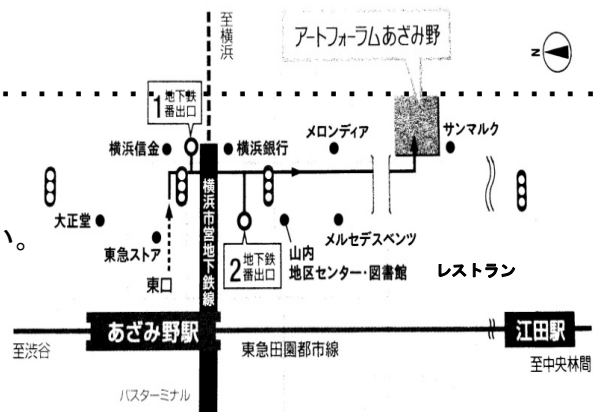 至横浜
アートフォーラムあざみ野
N
1 地下鉄
番出口
横浜信金
横浜銀行
メロンディア
サンマルク
横浜市営地下鉄線
大正堂
い。
東急ストア
東口
2 地下鉄
番出口
山内
地区センター・図書館
メルセデスベンツ
レストラン
あざみ野駅
江田駅
至渋谷
東急田園都市線
至中央林間
バスターミナル